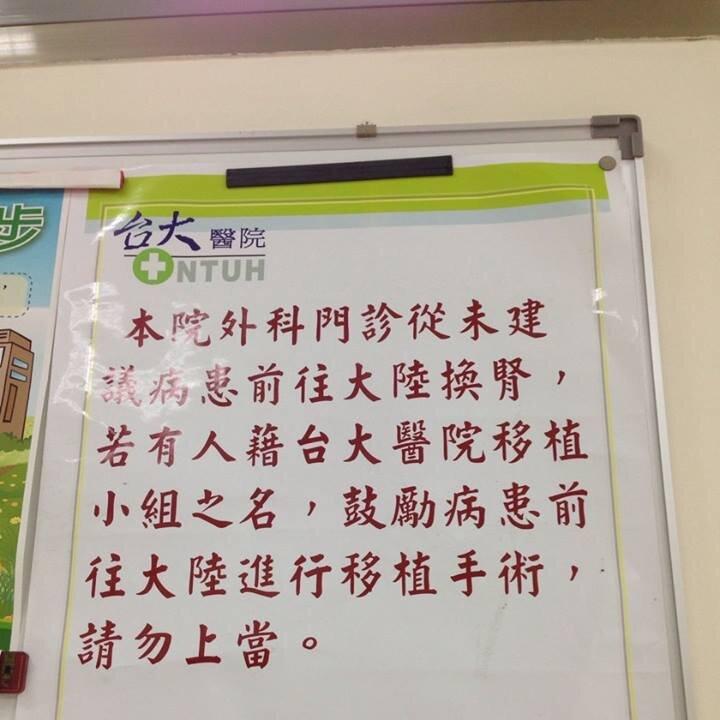 步
台大 醫院
NTUH
本院外科門診從未建
議病患前往大陸換腎，
若有人藉台大醫院移植
小組之名，鼓勵病患前
往大陸進行移植手術，
請勿上當。